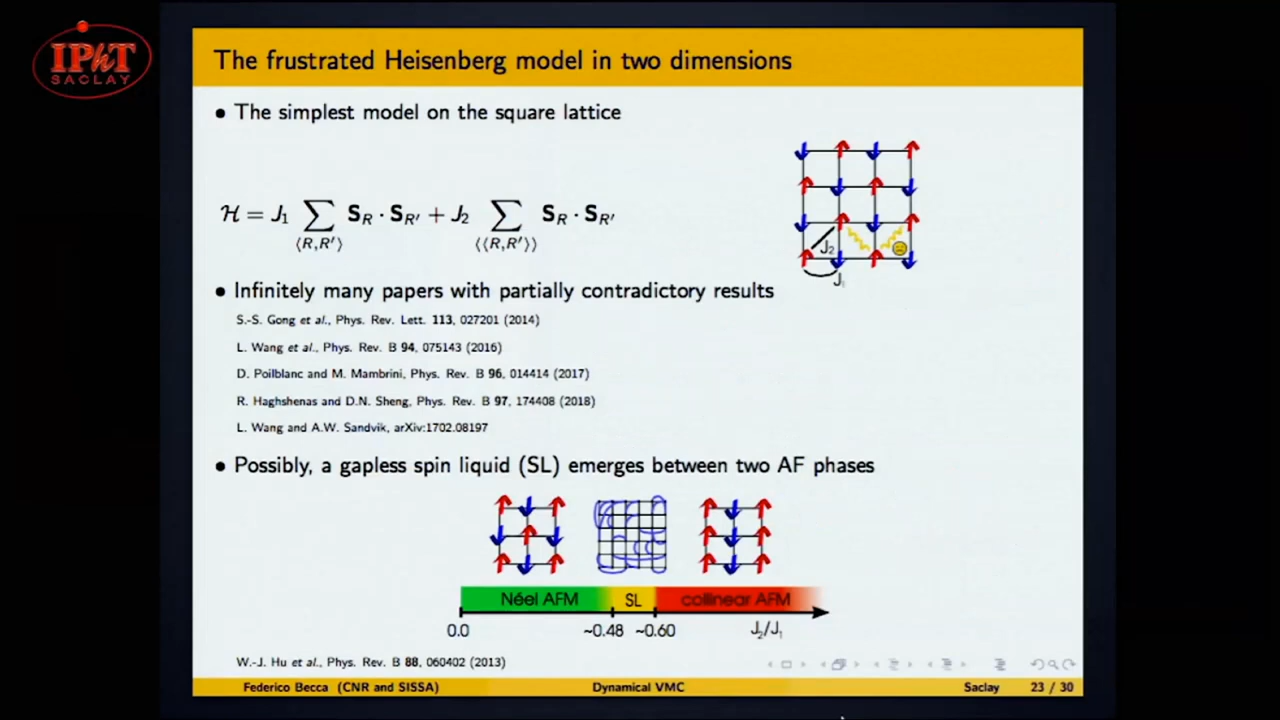 IPhT
SACLAY
The frustrated Heisenberg model in two dimensions
• The simplest model on the square lattice
H = J₁ ∑ S_R · S_R′ + J₂ ∑ S_R · S_R′
⟨R,R′⟩ ⟨⟨R,R′⟩⟩
J₂
J₁
• Infinitely many papers with partially contradictory results
S.-S. Gong et al., Phys. Rev. Lett. 113, 027201 (2014)
L. Wang et al., Phys. Rev. B 94, 075143 (2016)
D. Poilblanc and M. Mambrini, Phys. Rev. B 96, 014414 (2017)
R. Haghshenas and D.N. Sheng, Phys. Rev. B 97, 174408 (2018)
L. Wang and A.W. Sandvik, arXiv:1702.08197
• Possibly, a gapless spin liquid (SL) emerges between two AF phases
Néel AFM SL collinear AFM
0.0 ~0.48 ~0.60 J₂/J₁
W.-J. Hu et al., Phys. Rev. B 88, 060402 (2013)
Federico Becca (CNR and SISSA) Dynamical VMC Saclay 23 / 30